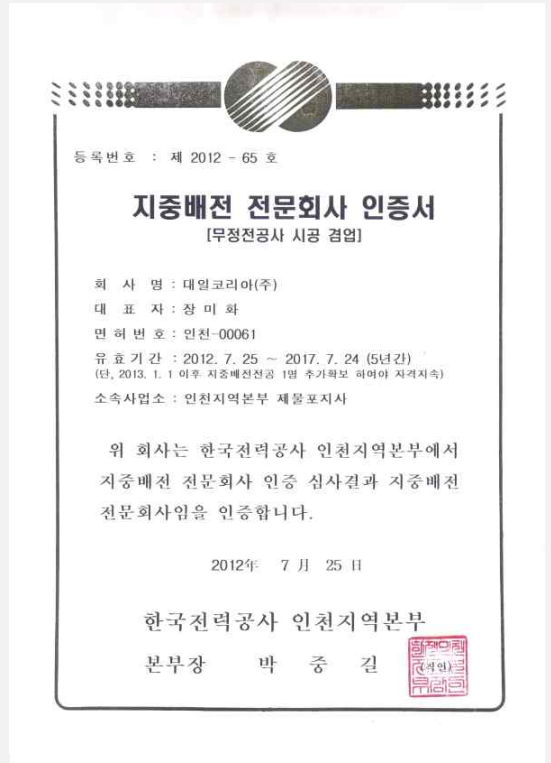 등록번호 : 제 2012 - 65 호
지중배전 전문회사 인증서
[무정전공사 시공 겸업]
회 사 명 : 대일코리아(주)
대 표 자 : 장 미 화
면 허 번 호 : 인천-00061
유 효 기 간 : 2012. 7. 25 ~ 2017. 7. 24 (5년간)
(단, 2013. 1. 1 이후 지중배전전공 1명 추가확보 하여야 자격지속)
소속사업소 : 인천지역본부 제물포지사
위 회사는 한국전력공사 인천지역본부에서
지중배전 전문회사 인증 심사결과 지중배전
전문회사임을 인증합니다.
2012년 7 月 25 日
한국전력공사 인천지역본부
본부장 박 중 길
(직인)